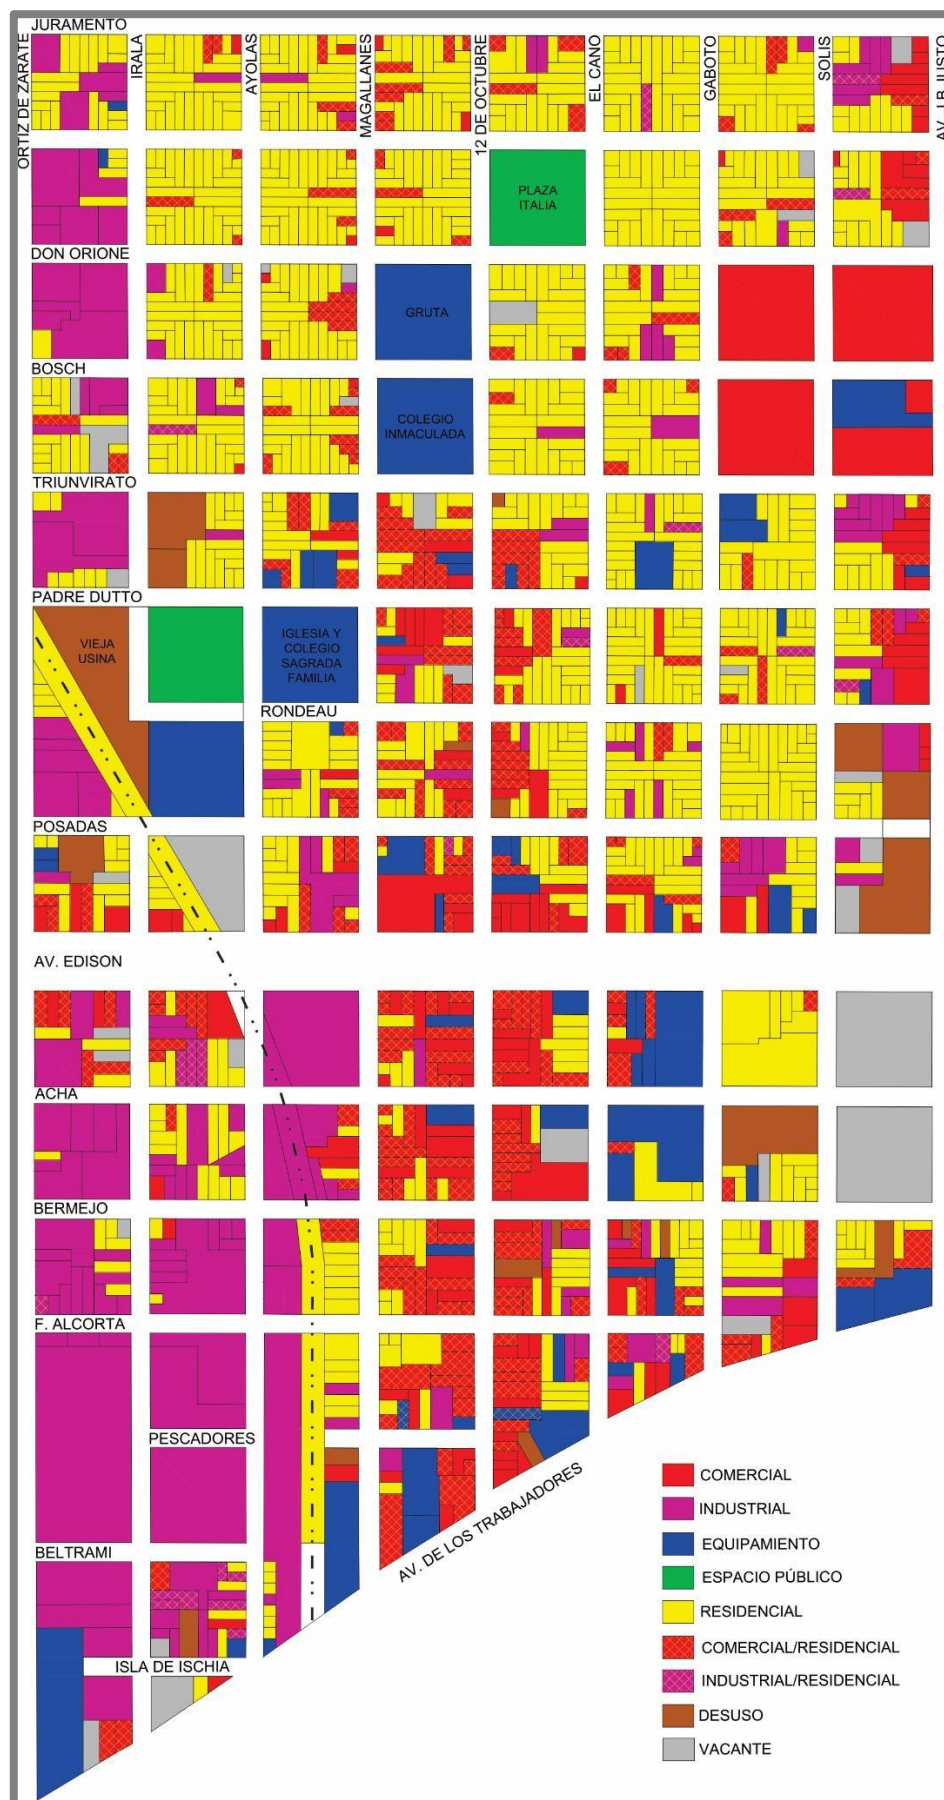 JURAMENTO
ORTIZ DE ZARATE
IRALA
AYOLAS
MAGALLANES
12 DE OCTUBRE
EL CANO
GABOTO
SOLIS
AV. J.B.JUSTO
PLAZA
ITALIA
DON ORIONE
GRUTA
BOSCH
COLEGIO
INMACULADA
TRIUNVIRATO
PADRE DUTTO
VIEJA
USINA
IGLESIA Y
COLEGIO
SAGRADA
FAMILIA
RONDEAU
POSADAS
AV. EDISON
ACHA
BERMEJO
F. ALCORTA
PESCADORES
AV. DE LOS TRABAJADORES
BELTRAMI
ISLA DE ISCHIA
COMERCIAL
INDUSTRIAL
EQUIPAMIENTO
ESPACIO PÚBLICO
RESIDENCIAL
COMERCIAL/RESIDENCIAL
INDUSTRIAL/RESIDENCIAL
DESUSO
VACANTE